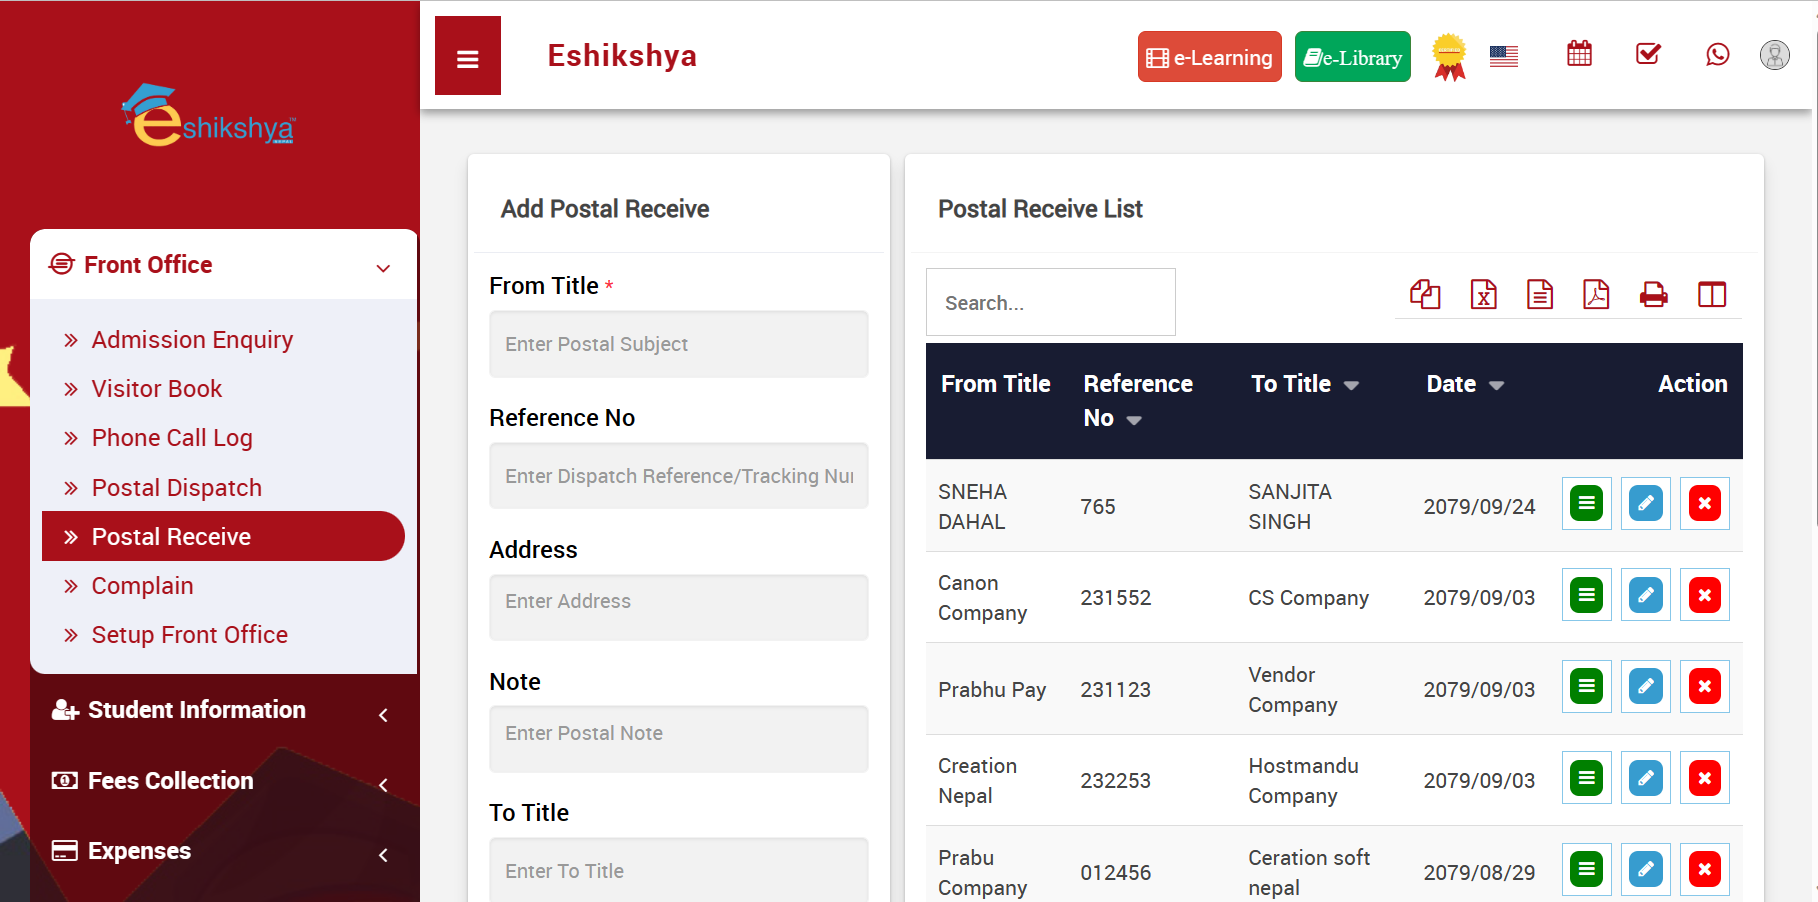 eshikshya
Eshikshya
e-Learning
e-Library
Front Office
Admission Enquiry
Visitor Book
Phone Call Log
Postal Dispatch
Postal Receive
Complain
Setup Front Office
Student Information
Fees Collection
Expenses
Add Postal Receive
From Title *
Enter Postal Subject
Reference No
Enter Dispatch Reference/Tracking Nu
Address
Enter Address
Note
Enter Postal Note
To Title
Enter To Title
Postal Receive List
Search...
From Title Reference No To Title Date Action
SNEHA DAHAL 765 SANJITA SINGH 2079/09/24
Canon Company 231552 CS Company 2079/09/03
Prabhu Pay 231123 Vendor Company 2079/09/03
Creation Nepal 232253 Hostmandu Company 2079/09/03
Prabu Company 012456 Ceration soft nepal 2079/08/29